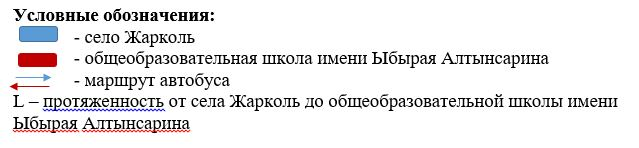 Условные обозначения:
- село Жарколь
- общеобразовательная школа имени Ыбырая Алтынсарина
- маршрут автобуса
L – протяженность от села Жарколь до общеобразовательной школы имени
Ыбырая Алтынсарина